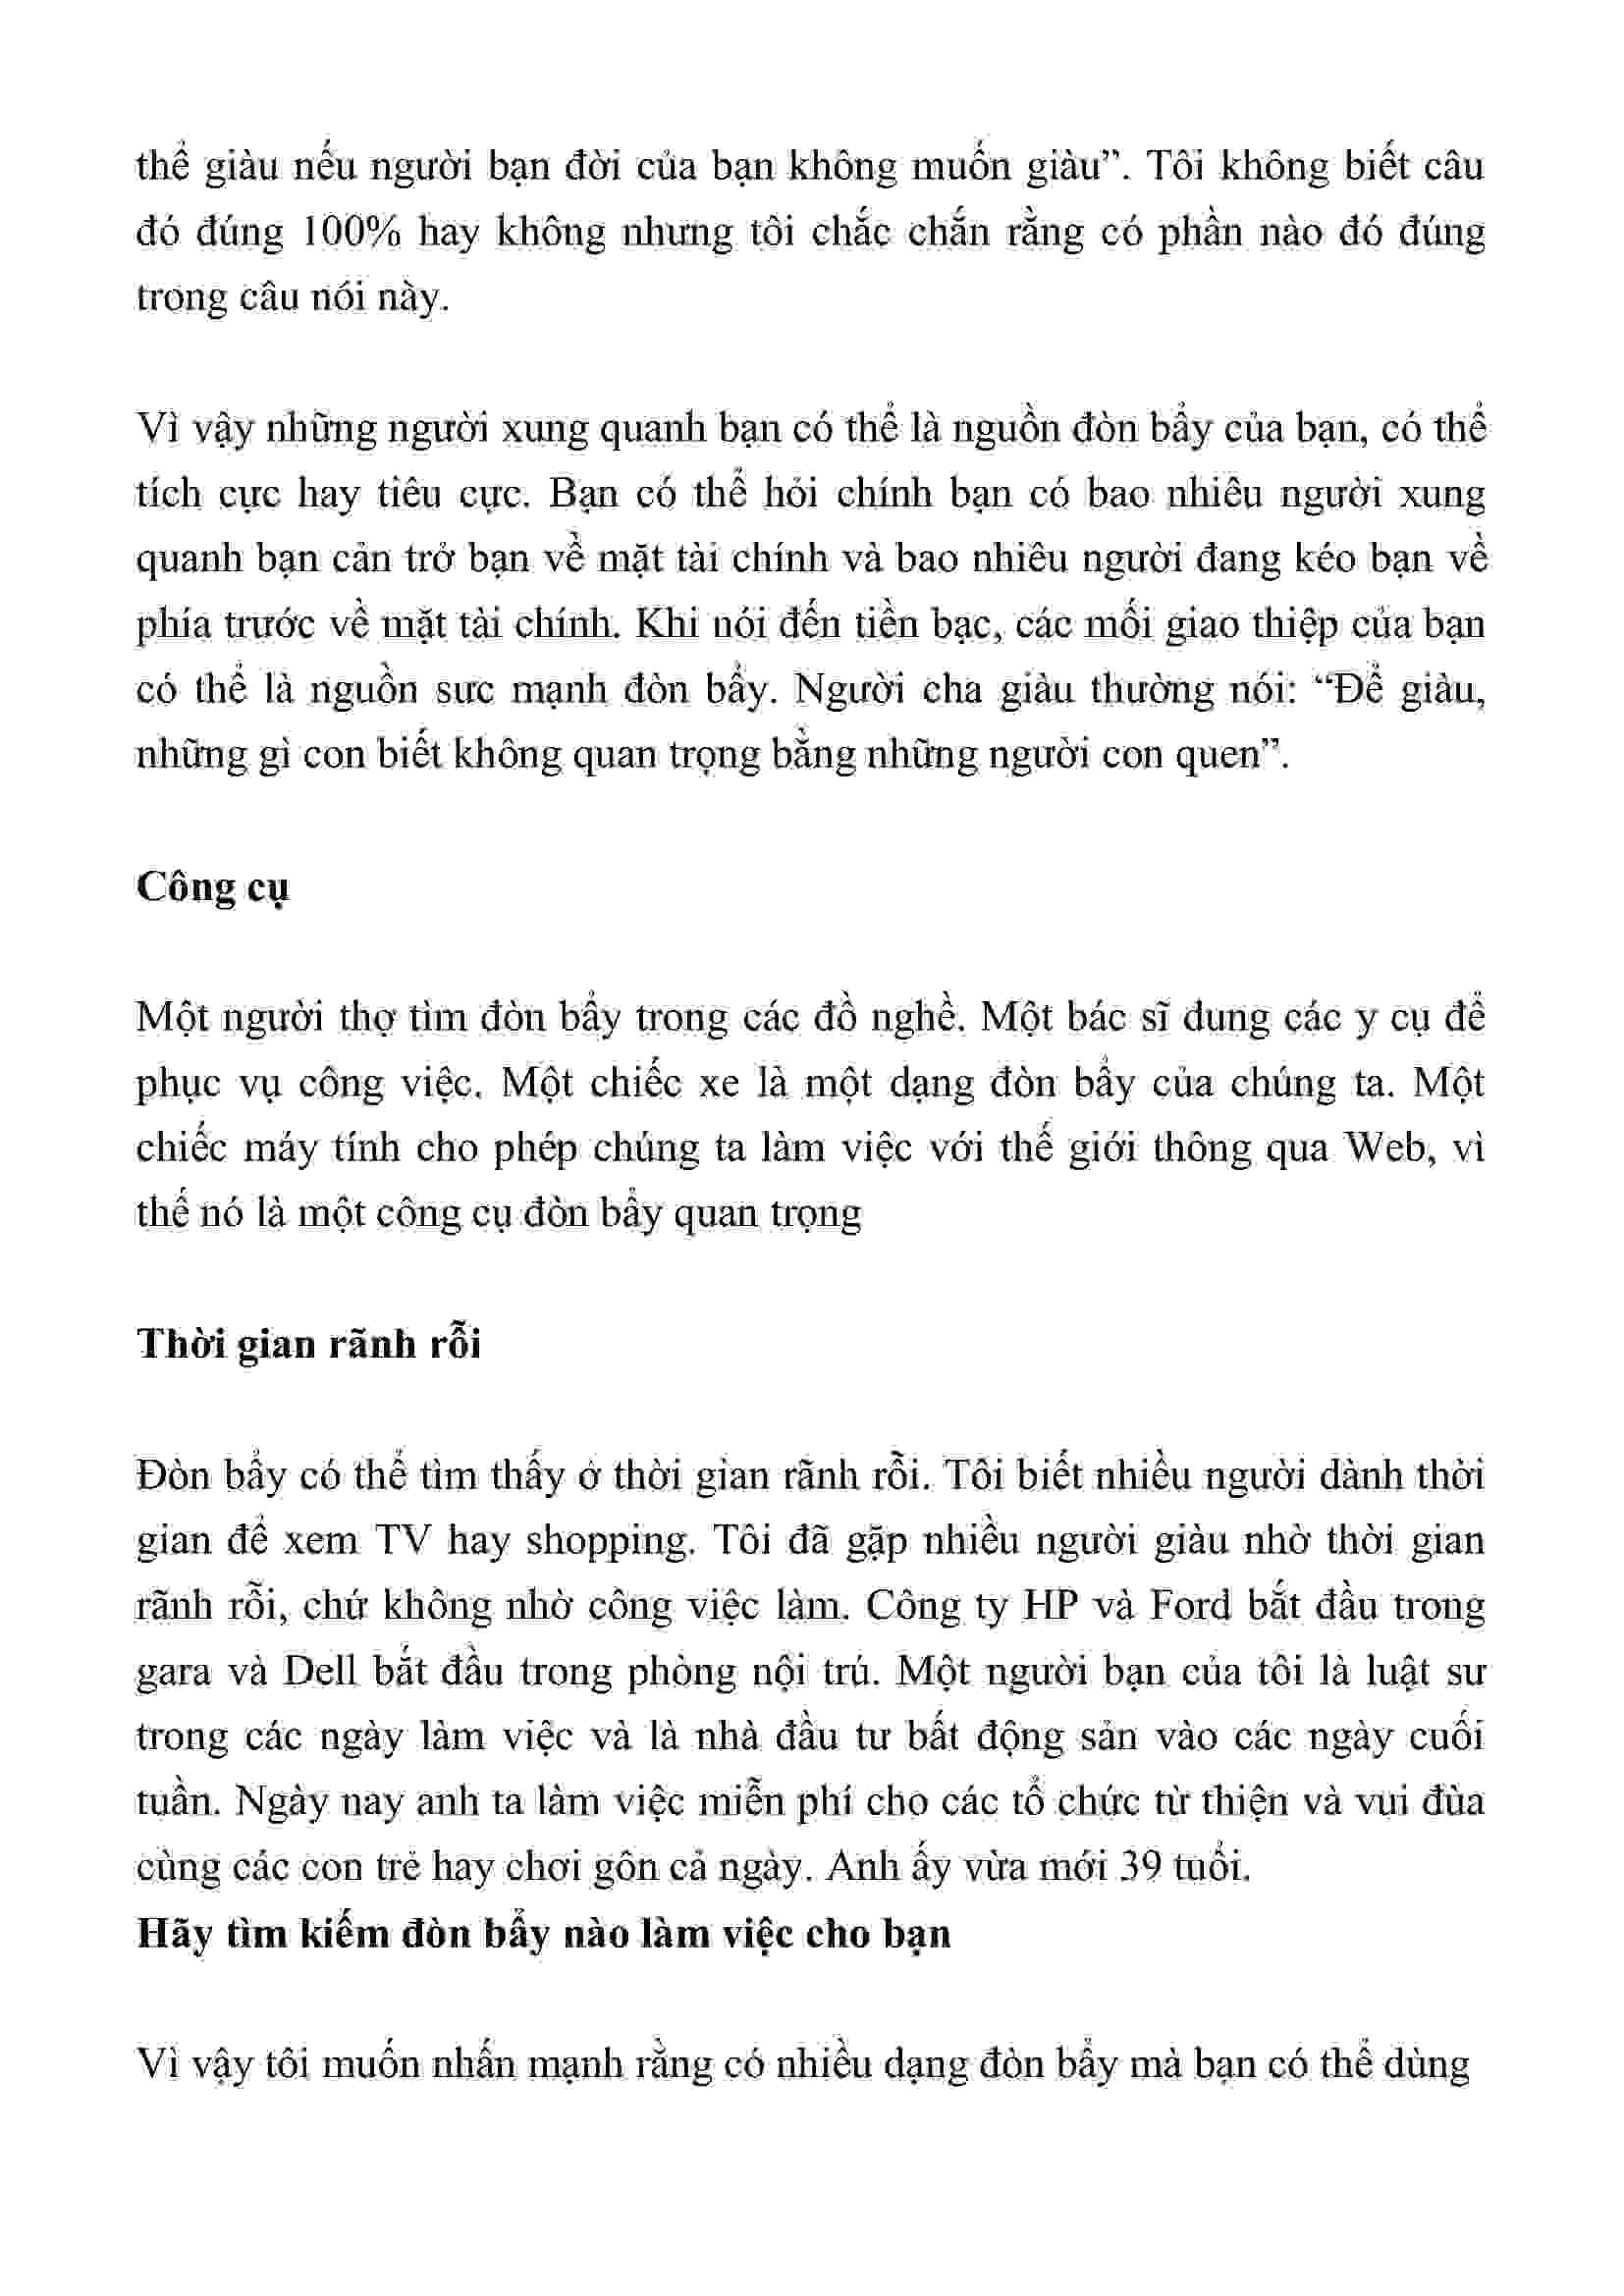 thể giàu nếu người bạn đời của bạn không muốn giàu”. Tôi không biết câu
đó đúng 100% hay không nhưng tôi chắc chắn rằng có phần nào đó đúng
trong câu nói này.
Vì vậy những người xung quanh bạn có thể là nguồn đòn bẩy của bạn, có thể
tích cực hay tiêu cực. Bạn có thể hỏi chính bạn có bao nhiêu người xung
quanh bạn cản trở bạn về mặt tài chính và bao nhiêu người đang kéo bạn về
phía trước về mặt tài chính. Khi nói đến tiền bạc, các mối giao thiệp của bạn
có thể là nguồn sưc mạnh đòn bẩy. Người cha giàu thường nói: “Để giàu,
những gì con biết không quan trọng bằng những người con quen”.
Công cụ
Một người thợ tìm đòn bẩy trong các đồ nghề. Một bác sĩ dung các y cụ để
phục vụ công việc. Một chiếc xe là một dạng đòn bẩy của chúng ta. Một
chiếc máy tính cho phép chúng ta làm việc với thế giới thông qua Web, vì
thế nó là một công cụ đòn bẩy quan trọng
Thời gian rãnh rỗi
Đòn bẩy có thể tìm thấy ở thời gian rãnh rỗi. Tôi biết nhiều người dành thời
gian để xem TV hay shopping. Tôi đã gặp nhiều người giàu nhờ thời gian
rãnh rỗi, chứ không nhờ công việc làm. Công ty HP và Ford bắt đầu trong
gara và Dell bắt đầu trong phòng nội trú. Một người bạn của tôi là luật sư
trong các ngày làm việc và là nhà đầu tư bất động sản vào các ngày cuối
tuần. Ngày nay anh ta làm việc miễn phí cho các tổ chức từ thiện và vui đùa
cùng các con trẻ hay chơi gôn cả ngày. Anh ấy vừa mới 39 tuổi.
Hãy tìm kiếm đòn bẩy nào làm việc cho bạn
Vì vậy tôi muốn nhấn mạnh rằng có nhiều dạng đòn bẩy mà bạn có thể dùng